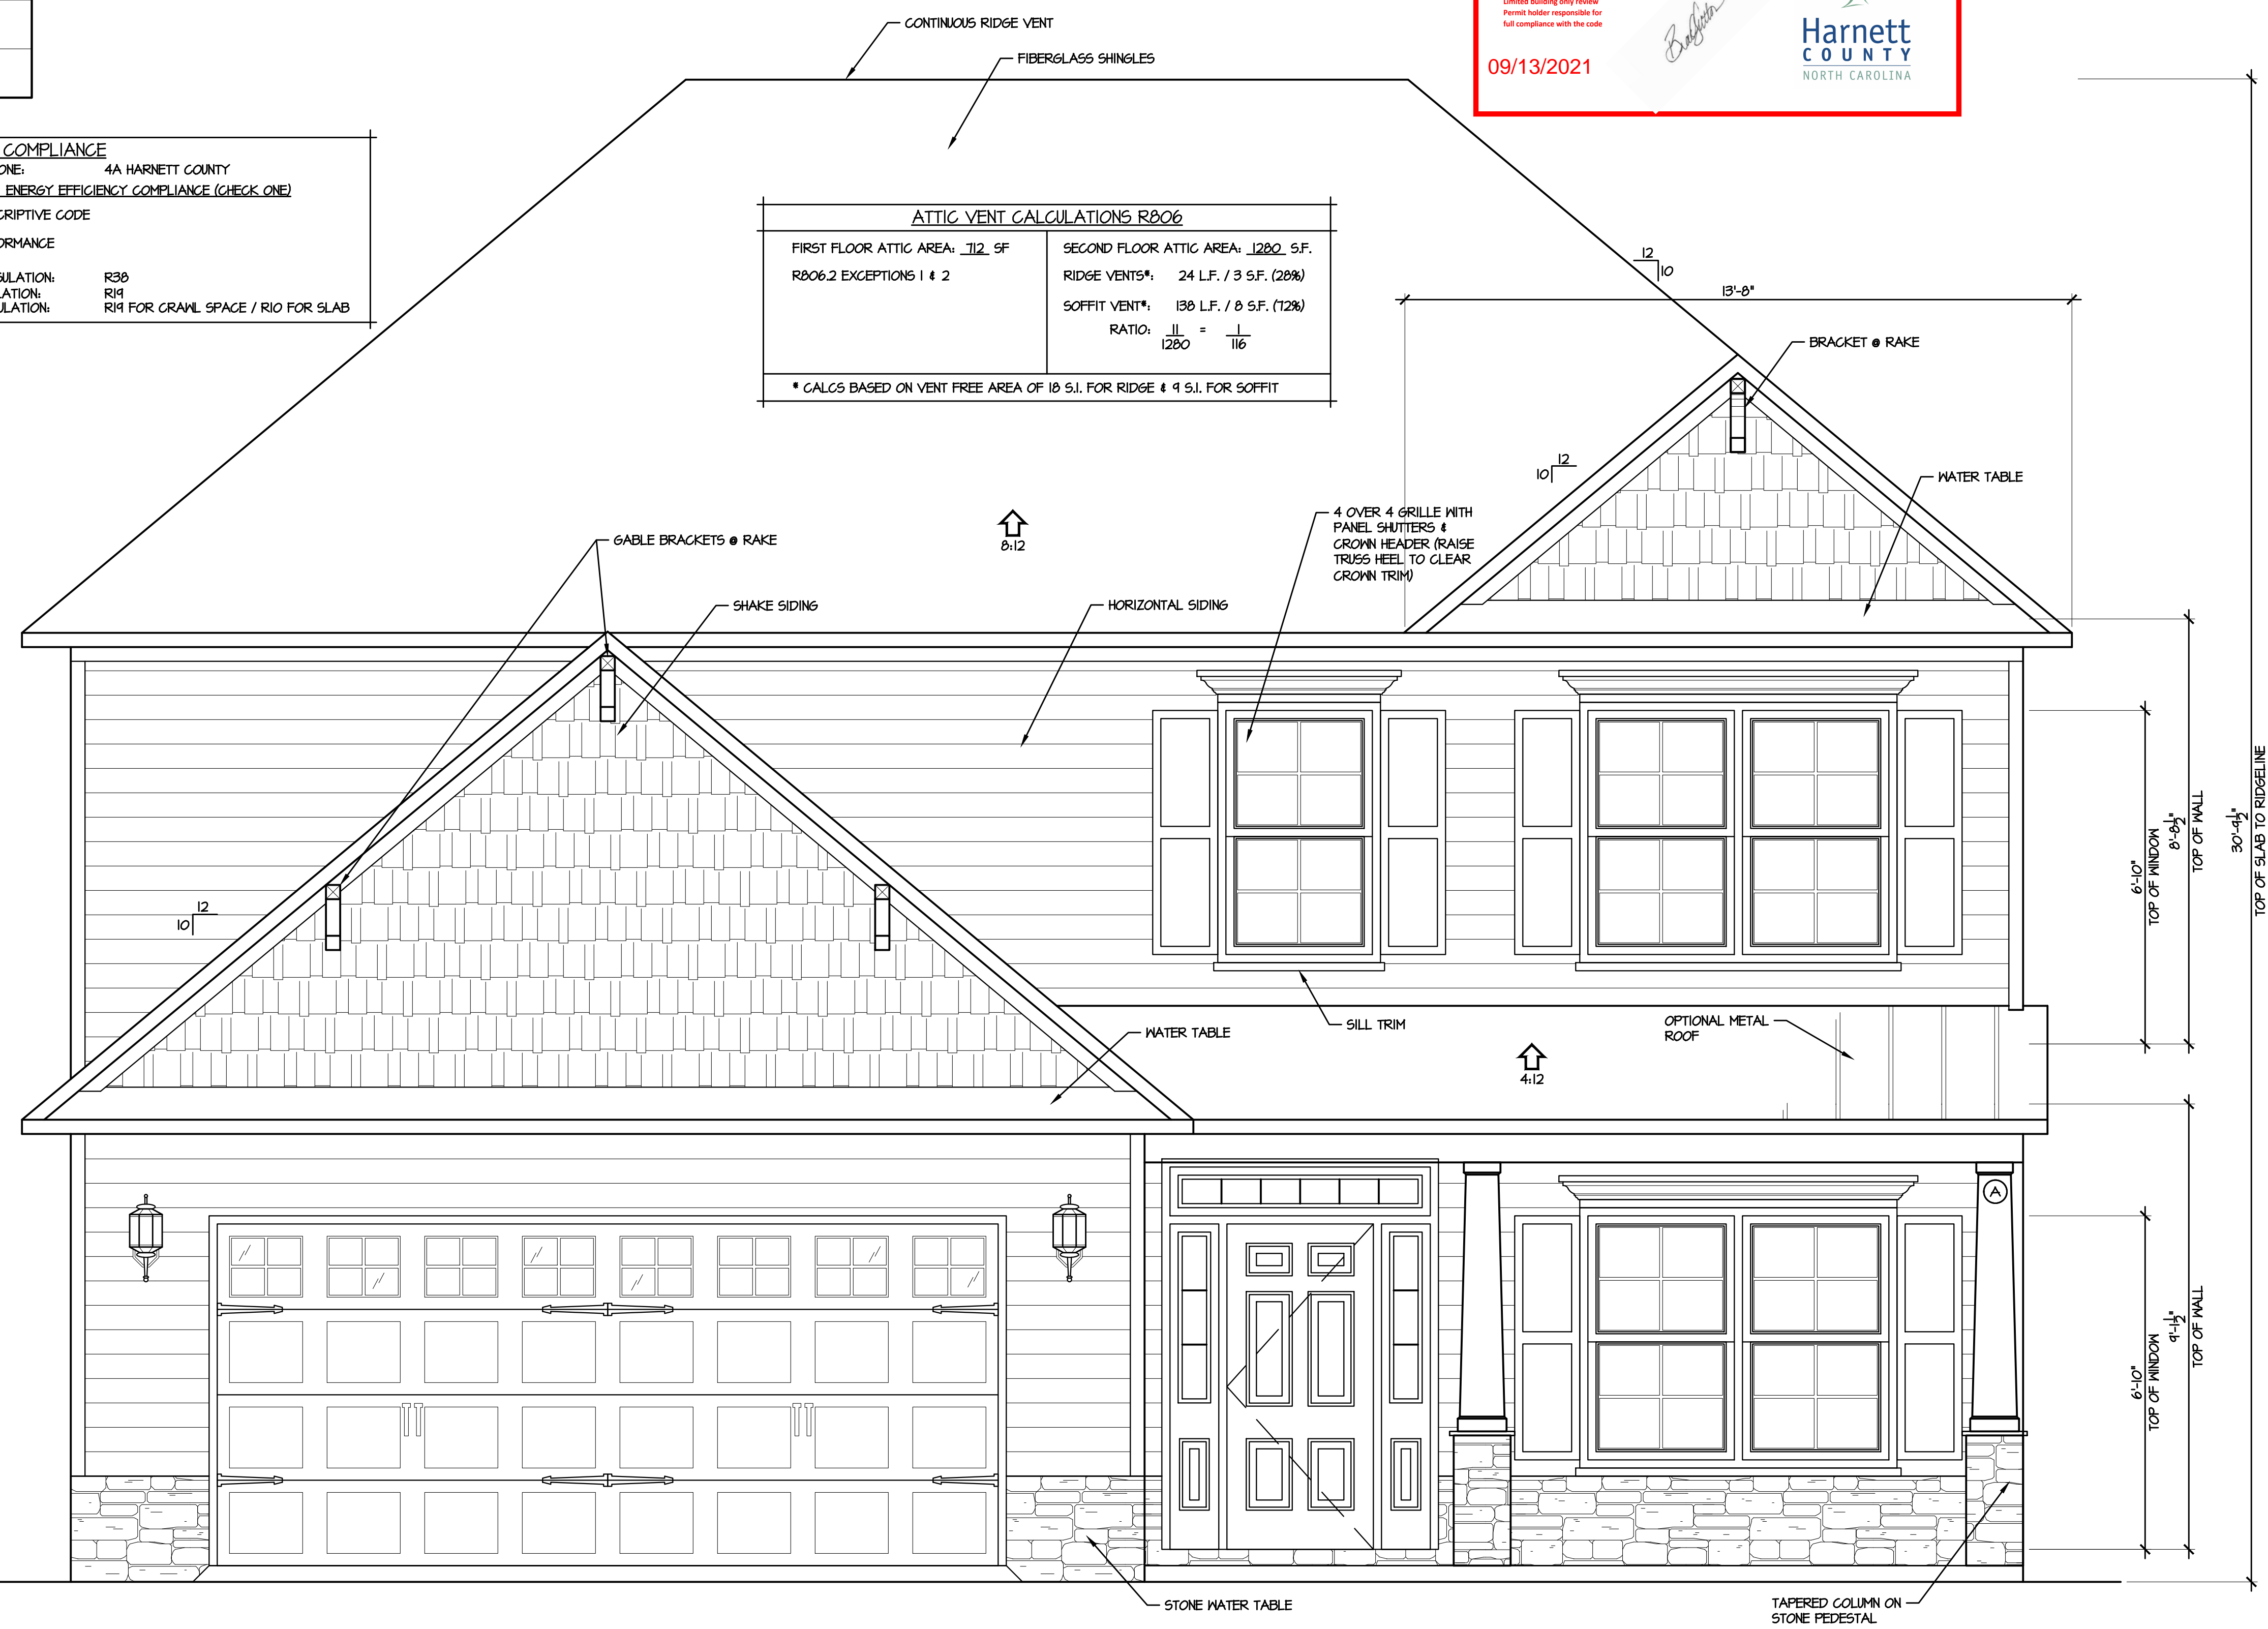 CONTINUOUS RIDGE VENT
FIBERGLASS SHINGLES
Limited building only review
Permit holder responsible for
full compliance with the code
09/13/2021
Harnett
COUNTY
NORTH CAROLINA
COMPLIANCE
ONE: 4A HARNETT COUNTY
ENERGY EFFICIENCY COMPLIANCE (CHECK ONE)
CRIPTIVE CODE
ORMANCE
SULATION: R38
LATION: R19
ULATION: R19 FOR CRAWL SPACE / R10 FOR SLAB
ATTIC VENT CALCULATIONS R806
FIRST FLOOR ATTIC AREA: 712 SF
R806.2 EXCEPTIONS 1 & 2
SECOND FLOOR ATTIC AREA: 1280 S.F.
RIDGE VENTS*: 24 L.F. / 3 S.F. (28%)
SOFFIT VENT*: 138 L.F. / 8 S.F. (72%)
RATIO: 11 = 1
1280 116
* CALCS BASED ON VENT FREE AREA OF 18 S.I. FOR RIDGE & 9 S.I. FOR SOFFIT
12
10
13'-8"
BRACKET @ RAKE
12
10
WATER TABLE
4 OVER 4 GRILLE WITH
PANEL SHUTTERS &
CROWN HEADER (RAISE
TRUSS HEEL TO CLEAR
CROWN TRIM)
8:12
GABLE BRACKETS @ RAKE
SHAKE SIDING
HORIZONTAL SIDING
12
10
6'-10"
TOP OF WINDOW
8'-8 1/2"
TOP OF WALL
30'-9 1/2"
TOP OF SLAB TO RIDGELINE
WATER TABLE
SILL TRIM
OPTIONAL METAL
ROOF
4:12
A
6'-10"
TOP OF WINDOW
9'-1 1/2"
TOP OF WALL
STONE WATER TABLE
TAPERED COLUMN ON
STONE PEDESTAL